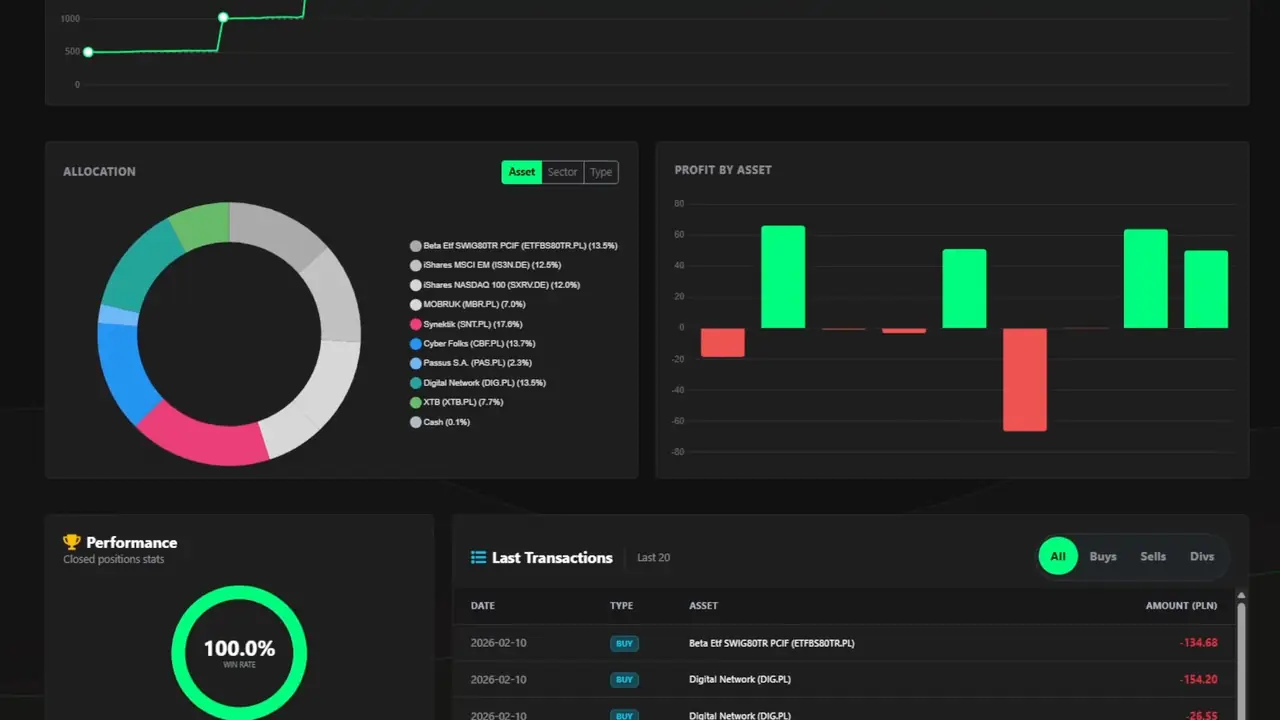 1000
500
0
ALLOCATION
Asset Sector Type
Beta Etf SWIG80TR PCIF (ETFBS80TR.PL) (13.5%)
iShares MSCI EM (IS3N.DE) (12.5%)
iShares NASDAQ 100 (SXRV.DE) (12.0%)
MOBRUK (MBR.PL) (7.0%)
Synektik (SNT.PL) (17.6%)
Cyber Folks (CBF.PL) (13.7%)
Passus S.A. (PAS.PL) (2.3%)
Digital Network (DIG.PL) (13.5%)
XTB (XTB.PL) (7.7%)
Cash (0.1%)
PROFIT BY ASSET
80
60
40
20
0
-20
-40
-60
-80
Performance
Closed positions stats
100.0%
WIN RATE
Last Transactions Last 20
All Buys Sells Divs
DATE TYPE ASSET AMOUNT (PLN)
2026-02-10 BUY Beta Etf SWIG80TR PCIF (ETFBS80TR.PL) -134.68
2026-02-10 BUY Digital Network (DIG.PL) -154.20
2026-02-10 BUY Digital Network (DIG.PL) -26.55